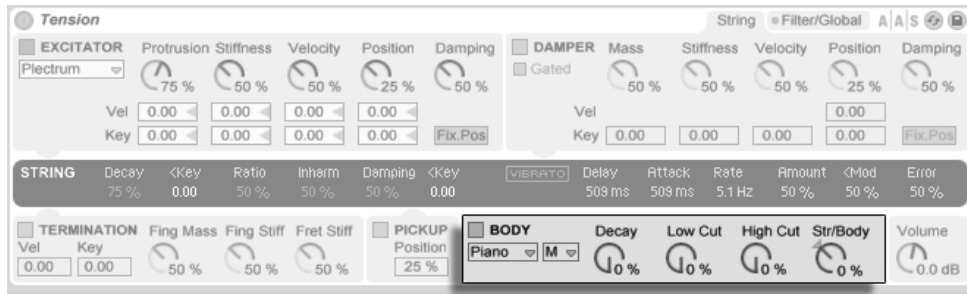 Tension String Filter/Global A A S
EXCITATOR Protrusion Stiffness Velocity Position Damping
Plectrum 75 % 50 % 50 % 25 % 50 %
Vel 0.00 0.00 0.00 0.00
Key 0.00 0.00 0.00 0.00 Fix.Pos
DAMPER Mass Stiffness Velocity Position Damping
Gated 50 % 50 % 50 % 25 % 50 %
Vel 0.00
Key 0.00 0.00 0.00 0.00 Fix.Pos
STRING Decay <Key Ratio Inharm Damping <Key VIBRATO Delay Attack Rate Amount <Mod Error
75 % 0.00 50 % 50 % 50 % 0.00 509 ms 509 ms 5.1 Hz 50 % 50 % 50 %
TERMINATION Fing Mass Fing Stiff Fret Stiff
Vel Key
0.00 0.00 50 % 50 % 50 %
PICKUP
Position
25 %
BODY Decay Low Cut High Cut Str/Body
Piano M 0 % 0 % 0 % 0 %
Volume
0.0 dB